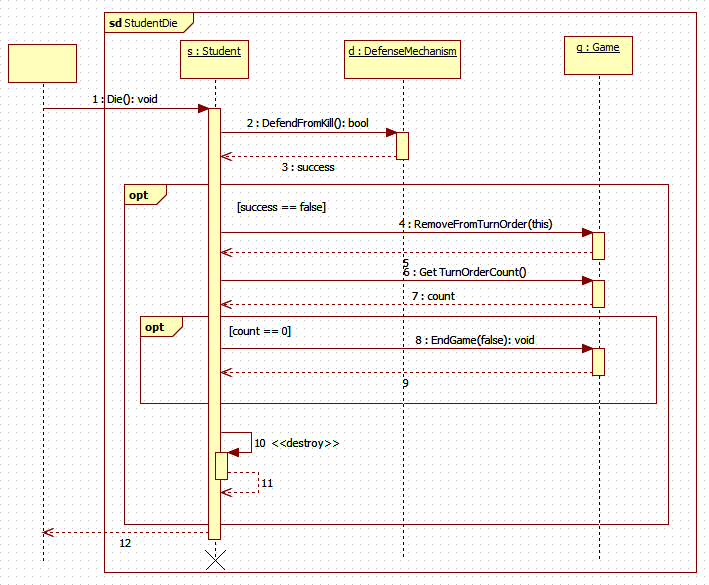 sd StudentDie
s : Student
d : DefenseMechanism
g : Game
1 : Die(): void
2 : DefendFromKill(): bool
3 : success
opt
[success == false]
4 : RemoveFromTurnOrder(this)
5
6 : Get TurnOrderCount()
7 : count
opt
[count == 0]
8 : EndGame(false): void
9
10 <<destroy>>
11
12